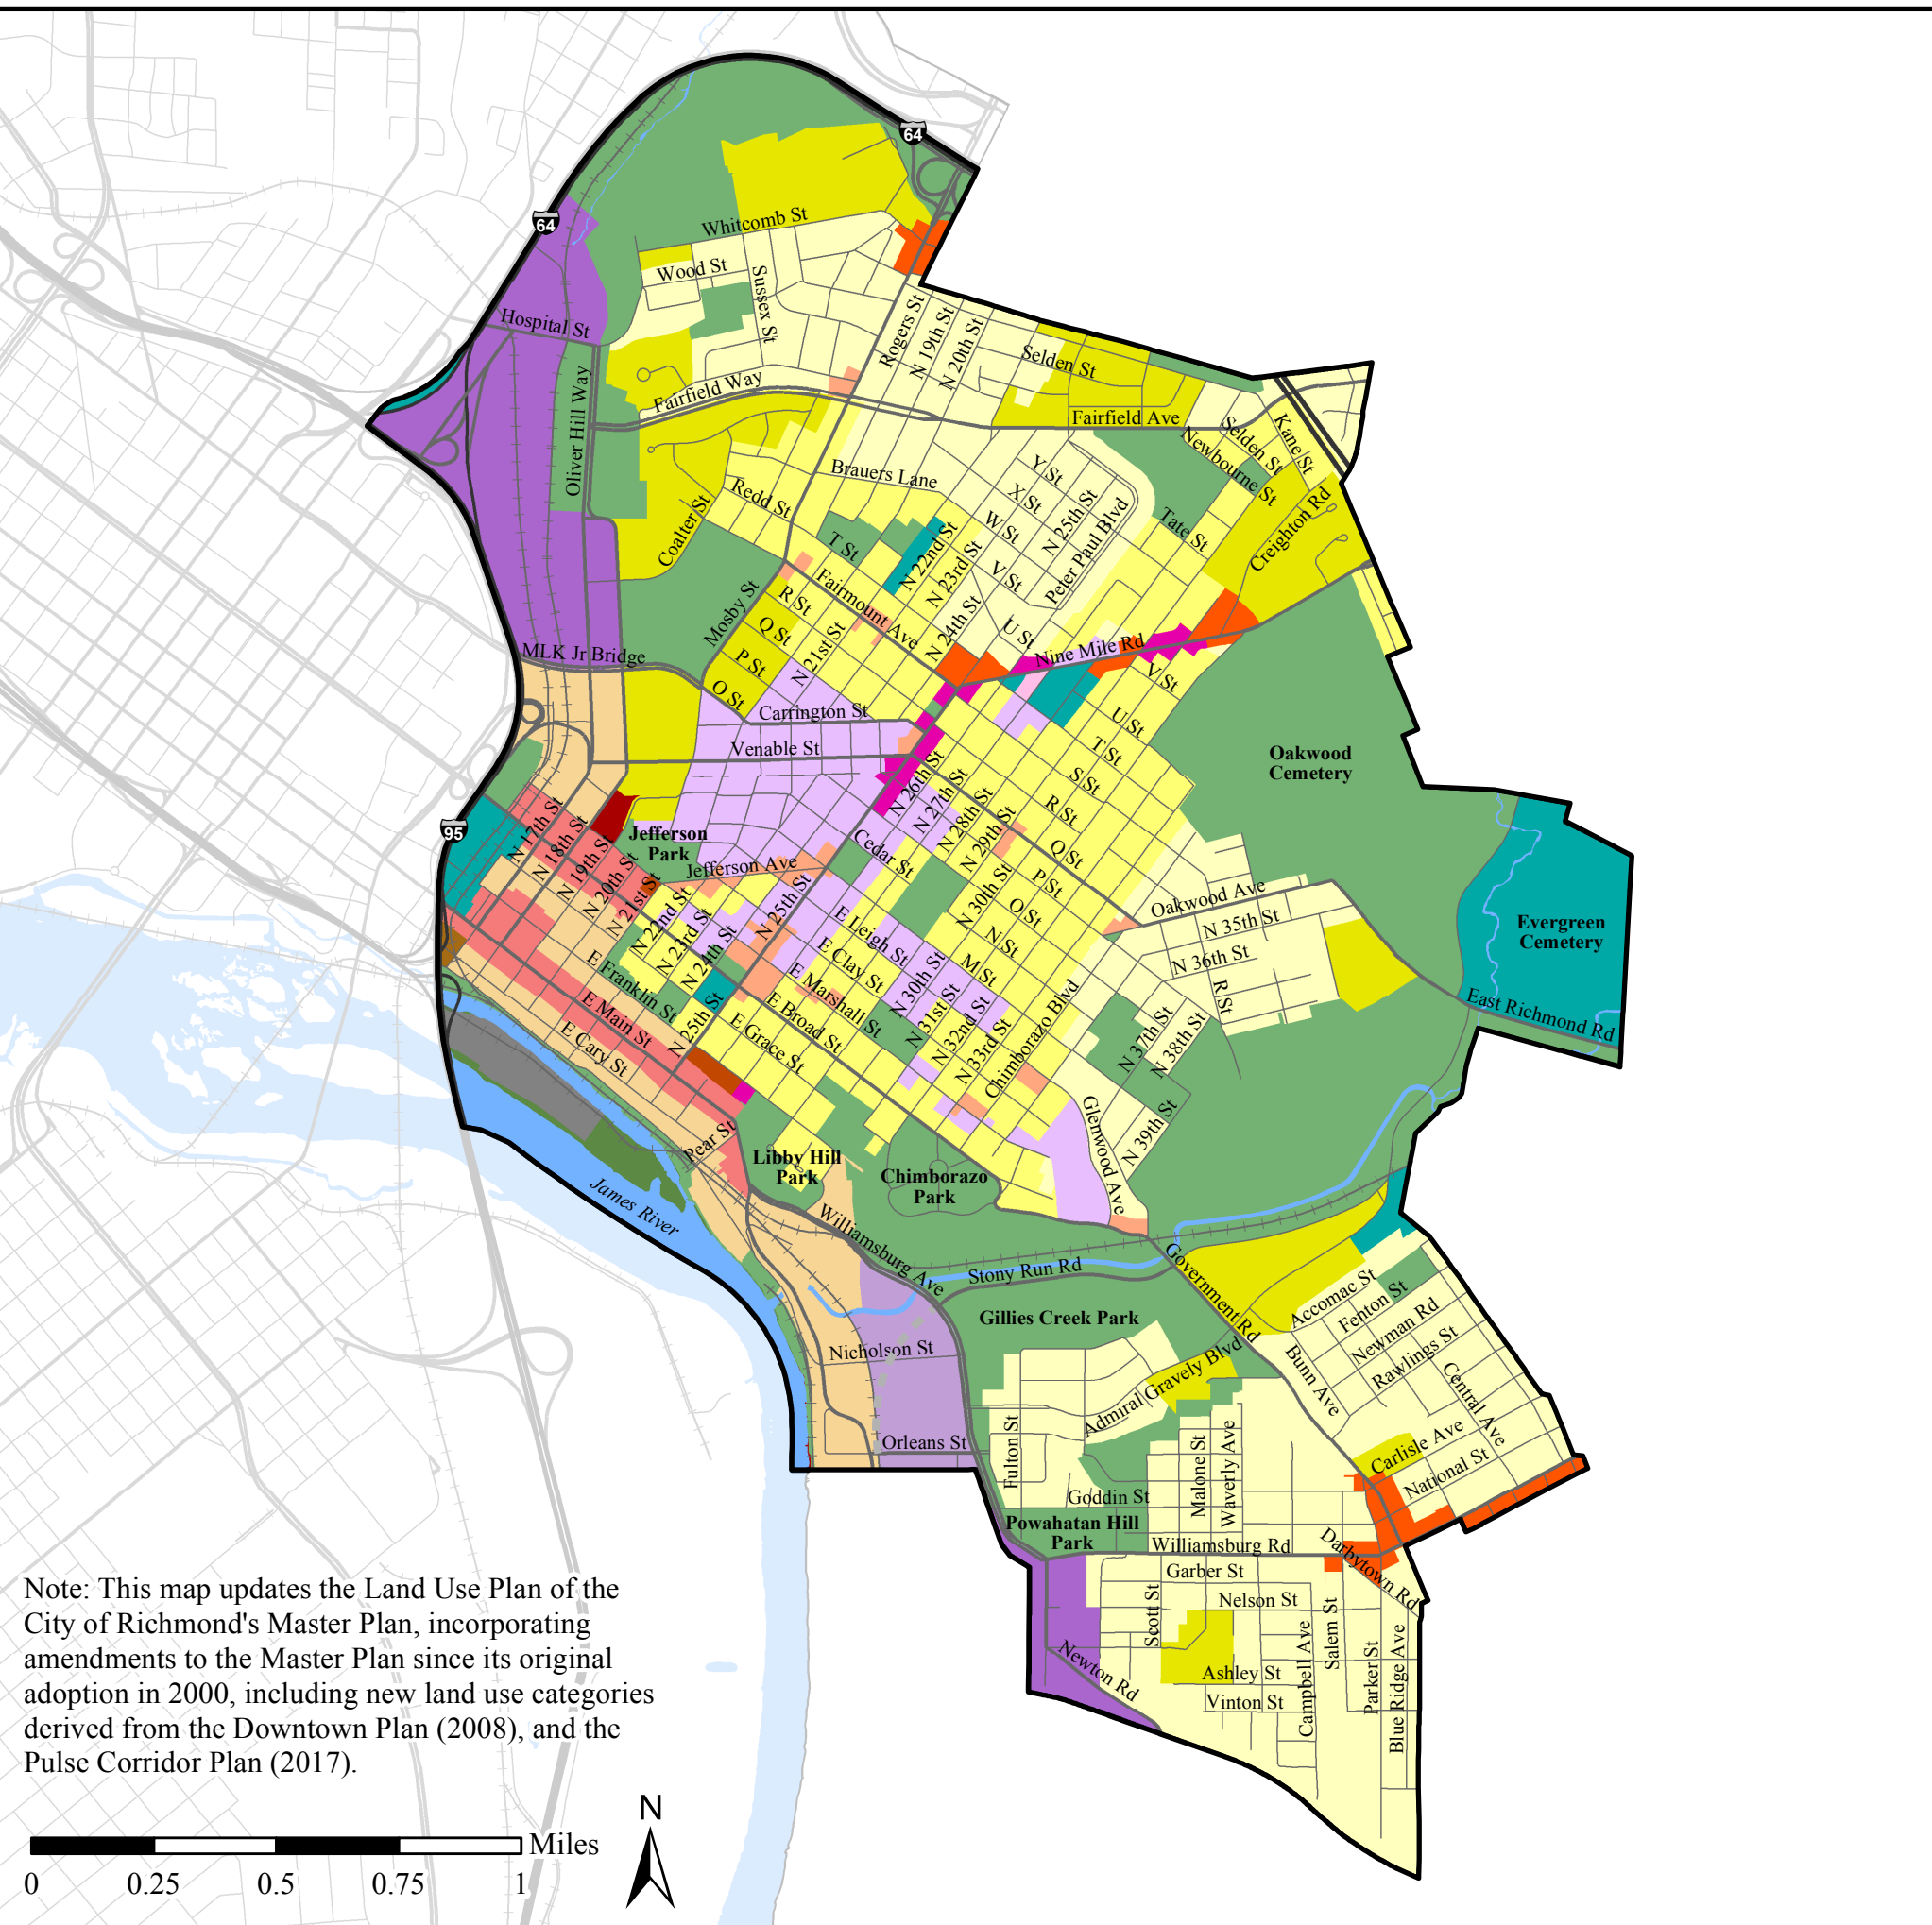 64
64
Whitcomb St
Wood St
Sussex St
Hospital St
Rogers St
N 19th St
N 20th St
Selden St
Oliver Hill Way
Fairfield Way
Fairfield Ave
Selden St
Kane St
Newbourne St
Brauers Lane
Y St
X St
W St
V St
N 25th St
Peter Paul Blvd
Redd St
Coalter St
Tate St
Creighton Rd
T St
N 22nd St
N 23rd St
N 24th St
Fairmount Ave
Mosby St
R St
Q St
P St
O St
N 21st St
U St
Nine Mile Rd
MLK Jr Bridge
V St
U St
T St
S St
R St
Q St
P St
O St
N St
M St
Carrington St
Venable St
Oakwood
Cemetery
N 26th St
N 27th St
N 28th St
N 29th St
N 30th St
Cedar St
95
N 17th St
N 18th St
N 19th St
N 20th St
N 21st St
N 22nd St
N 23rd St
N 24th St
N 25th St
Jefferson
Park
Jefferson Ave
Oakwood Ave
N 35th St
N 36th St
R St
Evergreen
Cemetery
East Richmond Rd
E Leigh St
E Clay St
E Marshall St
E Broad St
E Grace St
E Franklin St
E Main St
E Cary St
N 25th St
N 30th St
N 31st St
N 32nd St
N 33rd St
Chimborazo Blvd
N 37th St
N 38th St
N 39th St
Glenwood Ave
Pear St
Libby Hill
Park
Chimborazo
Park
James River
Williamsburg Ave
Stony Run Rd
Government Rd
Gillies Creek Park
Accomac St
Fenton St
Newman Rd
Rawlings St
Central Ave
Bunn Ave
Nicholson St
Admiral Gravely Blvd
Orleans St
Fulton St
Malone St
Waverly Ave
Carlisle Ave
National St
Goddin St
Powahatan Hill
Park
Williamsburg Rd
Darbytown Rd
Garber St
Nelson St
Scott St
Ashley St
Vinton St
Campbell Ave
Salem St
Parker St
Blue Ridge Ave
Newton Rd
Note: This map updates the Land Use Plan of the
City of Richmond's Master Plan, incorporating
amendments to the Master Plan since its original
adoption in 2000, including new land use categories
derived from the Downtown Plan (2008), and the
Pulse Corridor Plan (2017).
N
Miles
0 0.25 0.5 0.75 1